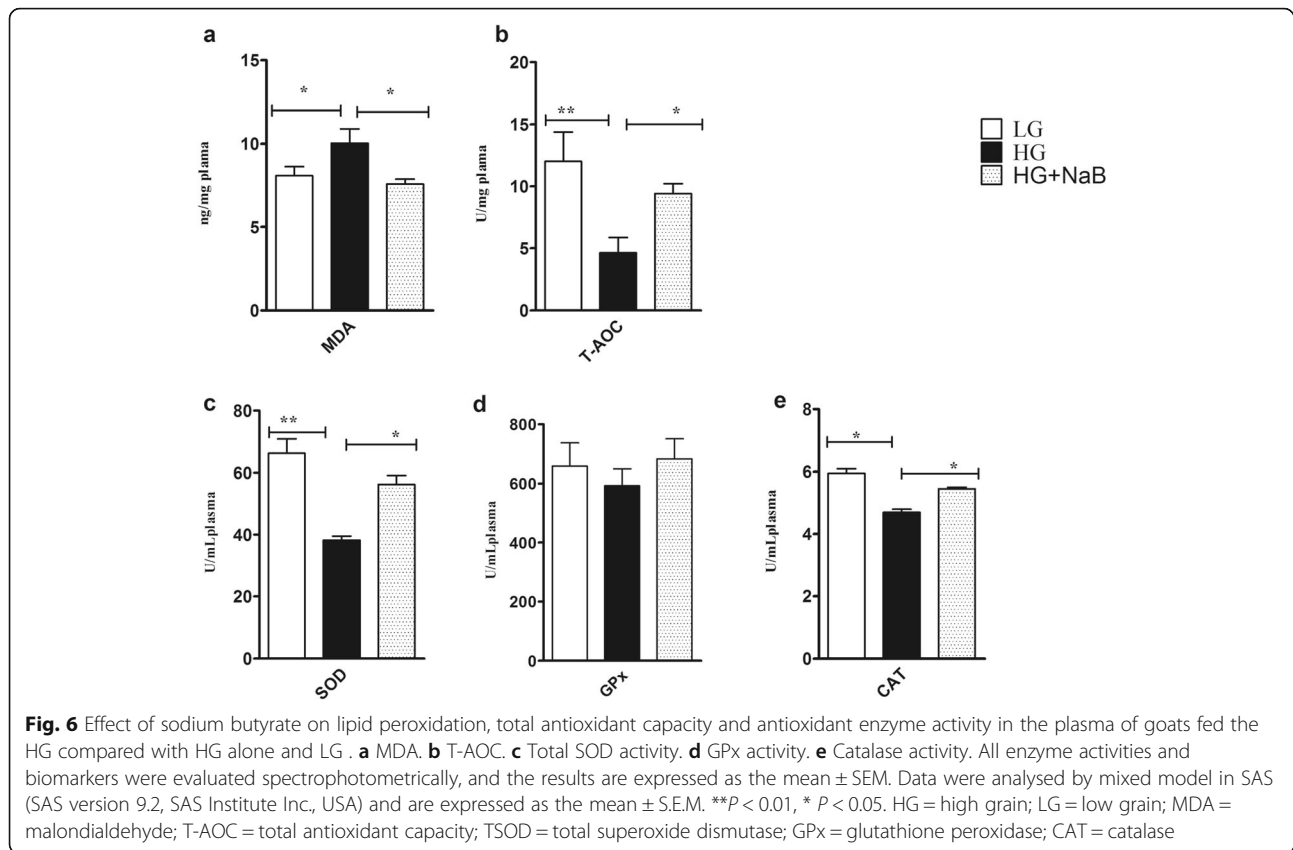 a
15
10
5
0
ng/mg plama
*
*
MDA
b
20
15
10
5
0
U/mg plama
**
*
T-AOC
LG
HG
HG+NaB
c
80
60
40
20
0
U/mLplasma
**
*
SOD
d
800
600
400
200
0
U/mLplasma
GPx
e
8
6
4
2
0
U/mLplasma
*
*
CAT
Fig. 6 Effect of sodium butyrate on lipid peroxidation, total antioxidant capacity and antioxidant enzyme activity in the plasma of goats fed the
HG compared with HG alone and LG . a MDA. b T-AOC. c Total SOD activity. d GPx activity. e Catalase activity. All enzyme activities and
biomarkers were evaluated spectrophotometrically, and the results are expressed as the mean ± SEM. Data were analysed by mixed model in SAS
(SAS version 9.2, SAS Institute Inc., USA) and are expressed as the mean ± S.E.M. **P < 0.01, * P < 0.05. HG = high grain; LG = low grain; MDA =
malondialdehyde; T-AOC = total antioxidant capacity; TSOD = total superoxide dismutase; GPx = glutathione peroxidase; CAT = catalase